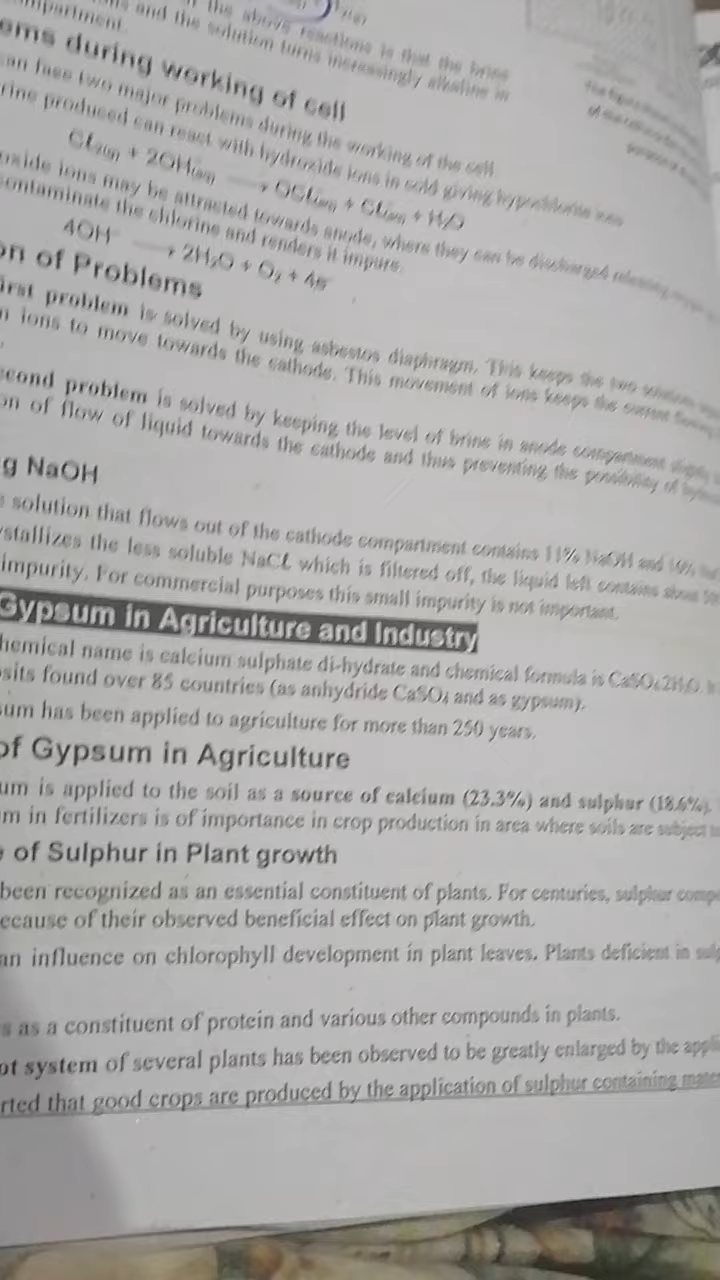 the above reactions is that the brine
and the solution turns increasingly alkaline in
mpartment.
ems during working of cell
an face two major problems during the working of the cell
rine produced can react with hydroxide ions in cold giving hypochlorite ions
Cℓ₂(g) + 2OH⁻(aq) → OCℓ⁻(aq) + Cℓ⁻(aq) + H₂O
oxide ions may be attracted towards anode, where they can be discharged releasing
contaminate the chlorine and renders it impure.
4OH⁻ → 2H₂O + O₂ + 4e⁻
on of Problems
irst problem is solved by using asbestos diaphragm. This keeps the two solutions
n ions to move towards the cathode. This movement of ions keeps the current
econd problem is solved by keeping the level of brine in anode compartment
on of flow of liquid towards the cathode and thus preventing the possibility of
g NaOH
solution that flows out of the cathode compartment contains 11% NaOH and 16%
stallizes the less soluble NaCℓ which is filtered off, the liquid left contains about
impurity. For commercial purposes this small impurity is not important.
Gypsum in Agriculture and Industry
hemical name is calcium sulphate di-hydrate and chemical formula is CaSO₄.2H₂O.
osits found over 85 countries (as anhydride CaSO₄ and as gypsum).
sum has been applied to agriculture for more than 250 years.
of Gypsum in Agriculture
um is applied to the soil as a source of calcium (23.3%) and sulphur (18.6%).
m in fertilizers is of importance in crop production in area where soils are subject
of Sulphur in Plant growth
been recognized as an essential constituent of plants. For centuries, sulphur comp
ecause of their observed beneficial effect on plant growth.
an influence on chlorophyll development in plant leaves. Plants deficient in sulp
s as a constituent of protein and various other compounds in plants.
ot system of several plants has been observed to be greatly enlarged by the appli
rted that good crops are produced by the application of sulphur containing mate